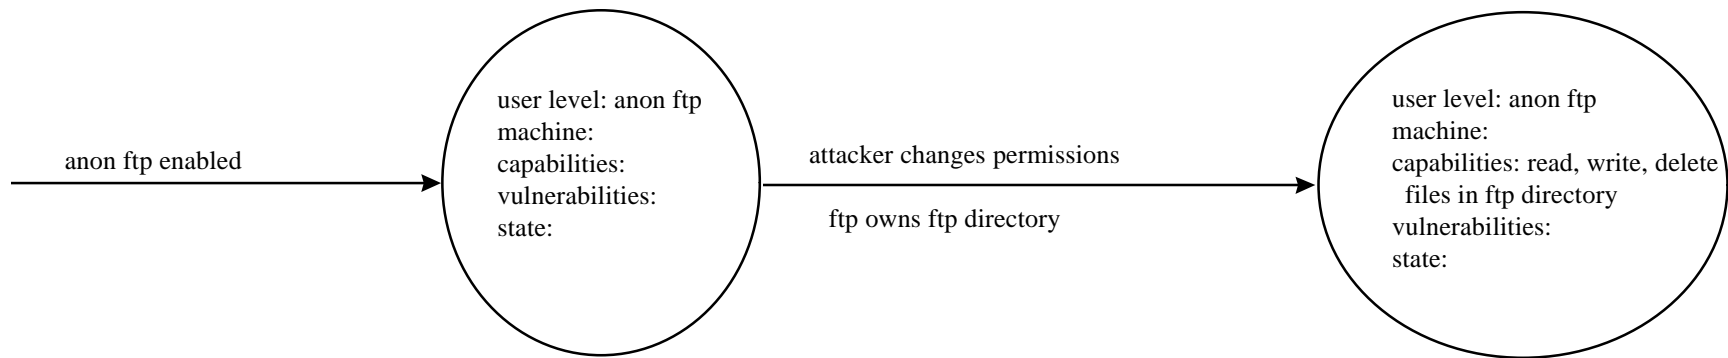 anon ftp enabled
user level: anon ftp
machine:
capabilities:
vulnerabilities:
state:
attacker changes permissions
ftp owns ftp directory
user level: anon ftp
machine:
capabilities: read, write, delete
files in ftp directory
vulnerabilities:
state: